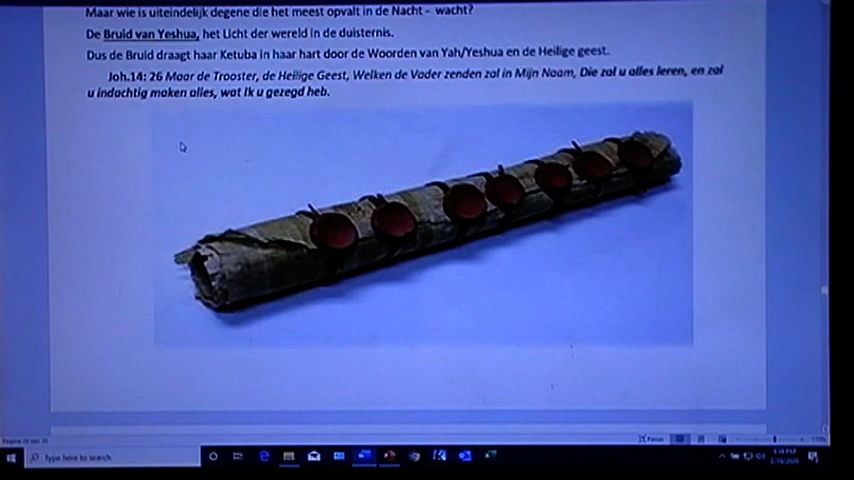 Maar wie is uiteindelijk degene die het meest opvalt in de Nacht - wacht?
De Bruid van Yeshua, het Licht der wereld in de duisternis.
Dus de Bruid draagt haar Ketuba in haar hart door de Woorden van Yah/Yeshua en de Heilige geest.
Joh.14: 26 Maar de Trooster, de Heilige Geest, Welken de Vader zenden zal in Mijn Naam, Die zal u alles leren, en zal
u indachtig maken alles, wat Ik u gezegd heb.
Focus
Type here to search